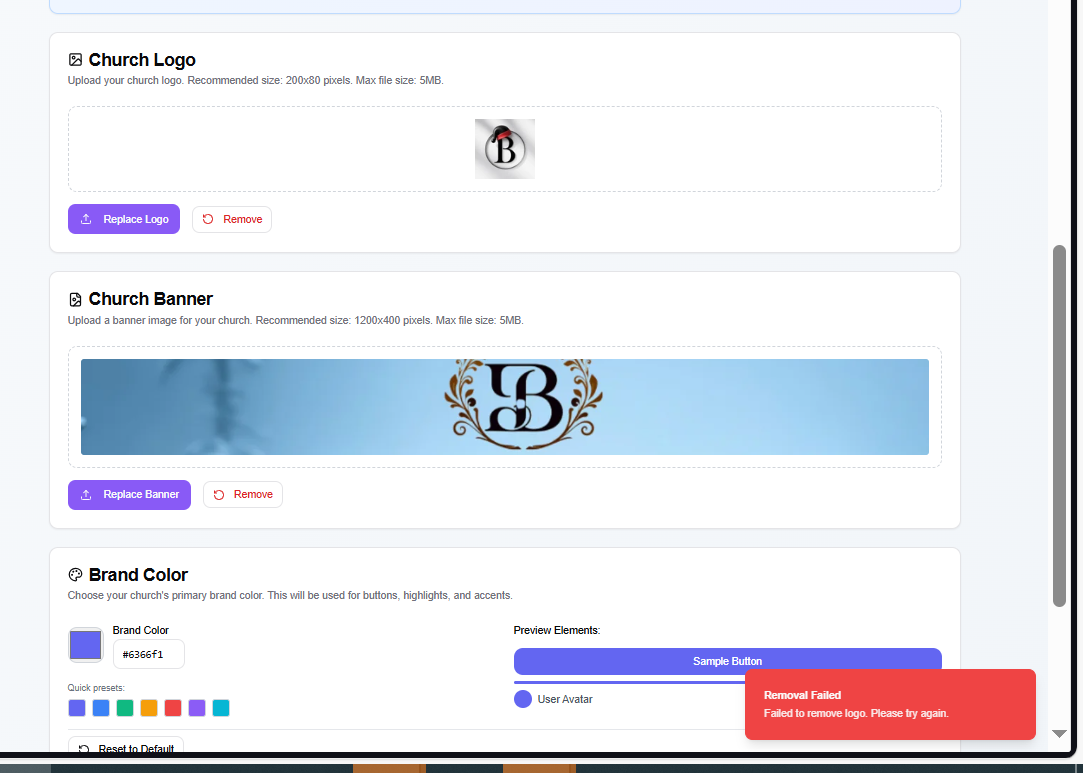 Church Logo
Upload your church logo. Recommended size: 200x80 pixels. Max file size: 5MB.
B
Replace Logo
Remove
Church Banner
Upload a banner image for your church. Recommended size: 1200x400 pixels. Max file size: 5MB.
B
Replace Banner
Remove
Brand Color
Choose your church's primary brand color. This will be used for buttons, highlights, and accents.
Brand Color
#6366f1
Quick presets:
Preview Elements:
Sample Button
User Avatar
Removal Failed
Failed to remove logo. Please try again.
Reset to Default